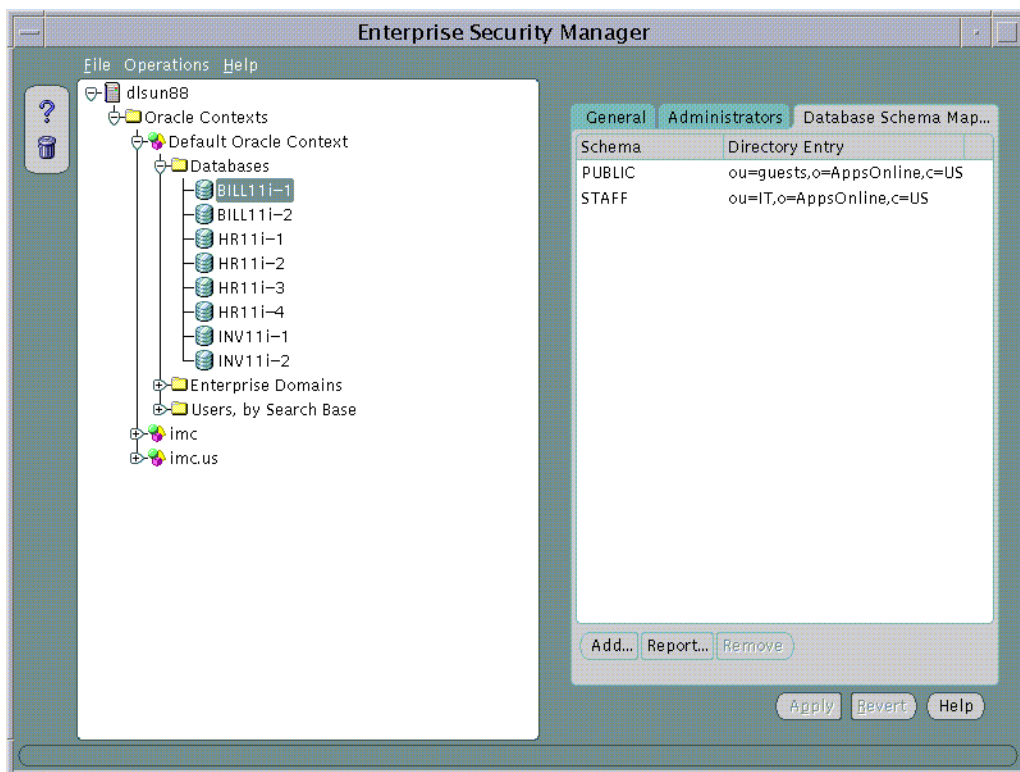 Enterprise Security Manager
File Operations Help
dlsun88
Oracle Contexts
Default Oracle Context
Databases
BILL11i-1
BILL11i-2
HR11i-1
HR11i-2
HR11i-3
HR11i-4
INV11i-1
INV11i-2
Enterprise Domains
Users, by Search Base
imc
imc.us
General Administrators Database Schema Map...
Schema Directory Entry
PUBLIC ou=guests,o=AppsOnline,c=US
STAFF ou=IT,o=AppsOnline,c=US
Add... Report... Remove
Apply Revert Help